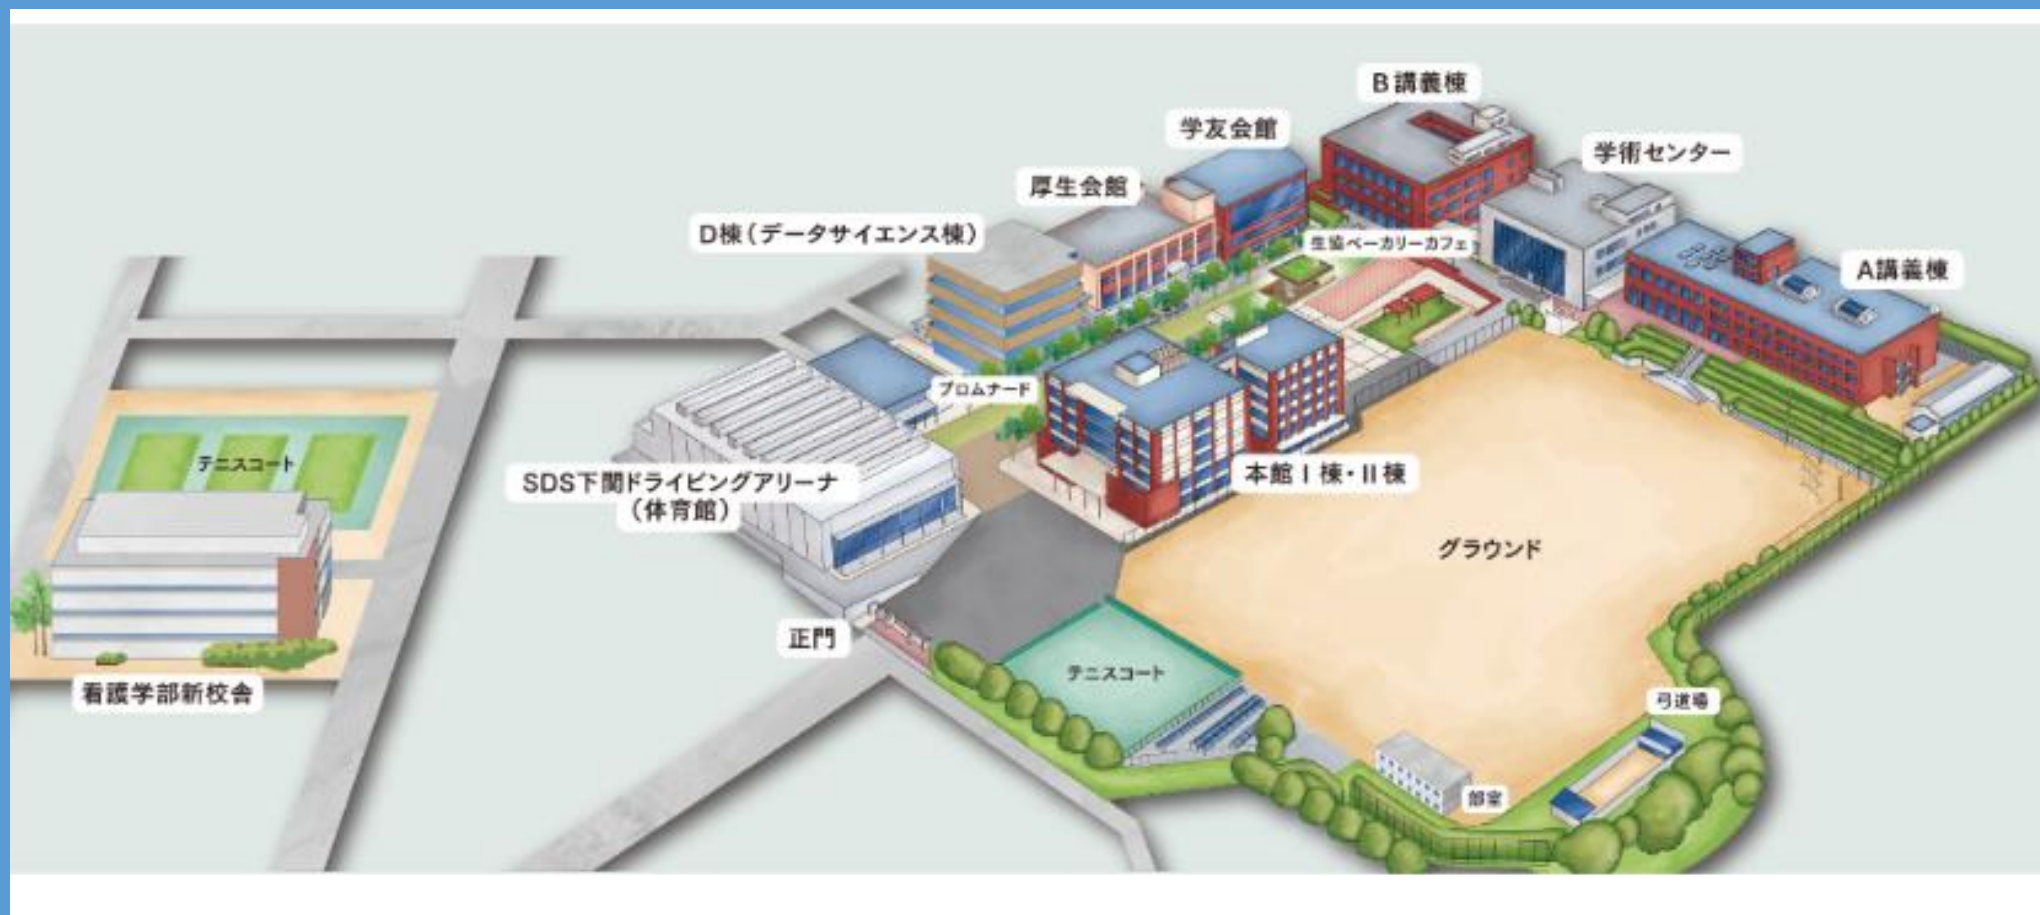 B講義棟
学友会館
学術センター
厚生会館
D棟(データサイエンス棟)
生協ベーカリーカフェ
A講義棟
プロムナード
テニスコート
SDS下関ドライビングアリーナ
(体育館)
本館Ⅰ棟・Ⅱ棟
グラウンド
正門
テニスコート
看護学部新校舎
弓道場
部室